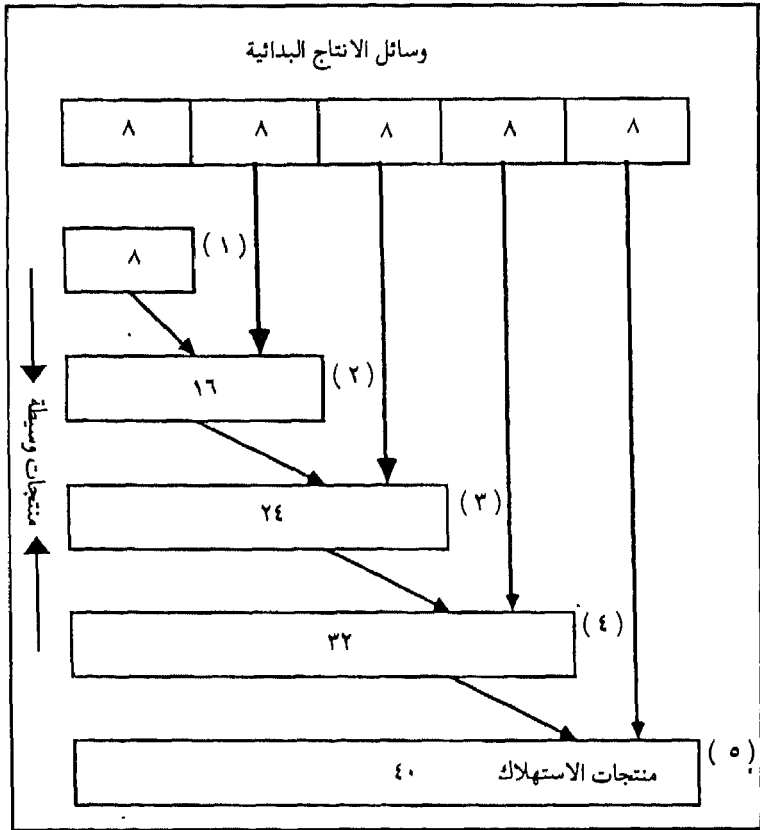 وسائل الانتاج البدائية
٨ ٨ ٨ ٨ ٨
٨ (١)
١٦ (٢)
٢٤ (٣)
٣٢ (٤)
منتجات الاستهلاك ٤٠ (٥)
منتجات وسيطة